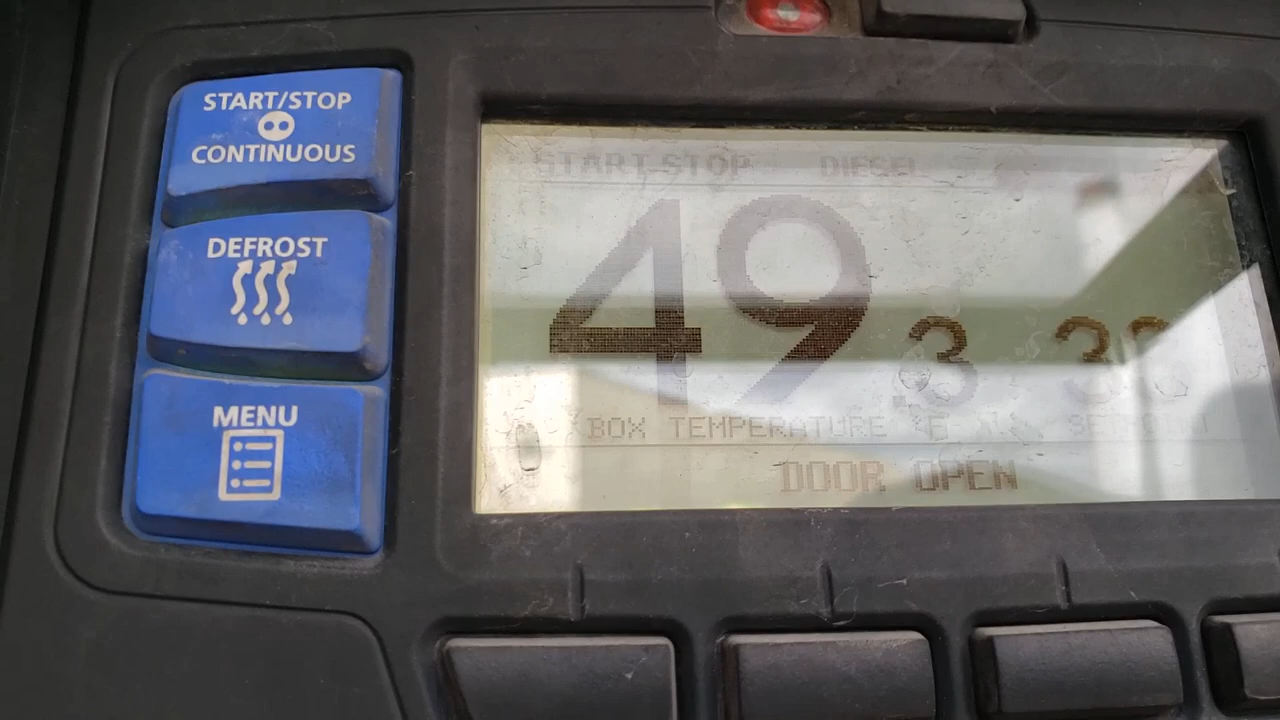 START/STOP
CONTINUOUS
DEFROST
MENU
START STOP DIESEL
49.3
BOX TEMPERATURE °F
DOOR OPEN